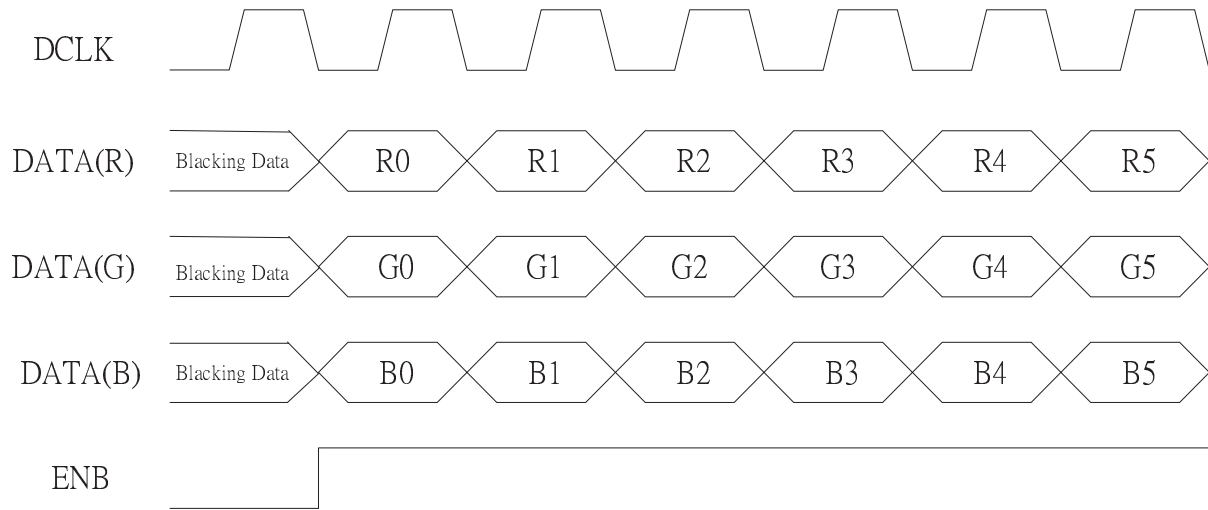 DCLK
DATA(R) Blacking Data R0 R1 R2 R3 R4 R5
DATA(G) Blacking Data G0 G1 G2 G3 G4 G5
DATA(B) Blacking Data B0 B1 B2 B3 B4 B5
ENB